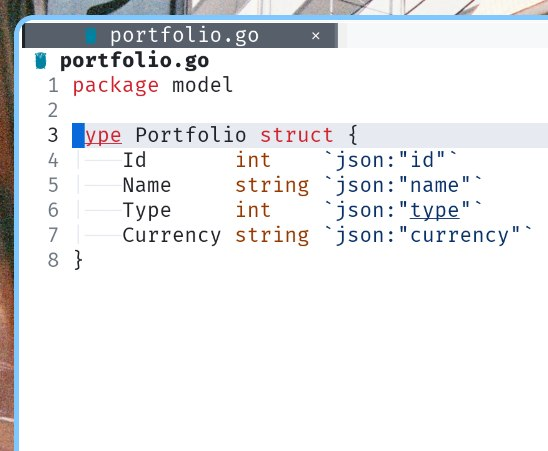 portfolio.go ×
portfolio.go
1 package model
2
3 ype Portfolio struct {
4 Id int `json:"id"`
5 Name string `json:"name"`
6 Type int `json:"type"`
7 Currency string `json:"currency"`
8 }